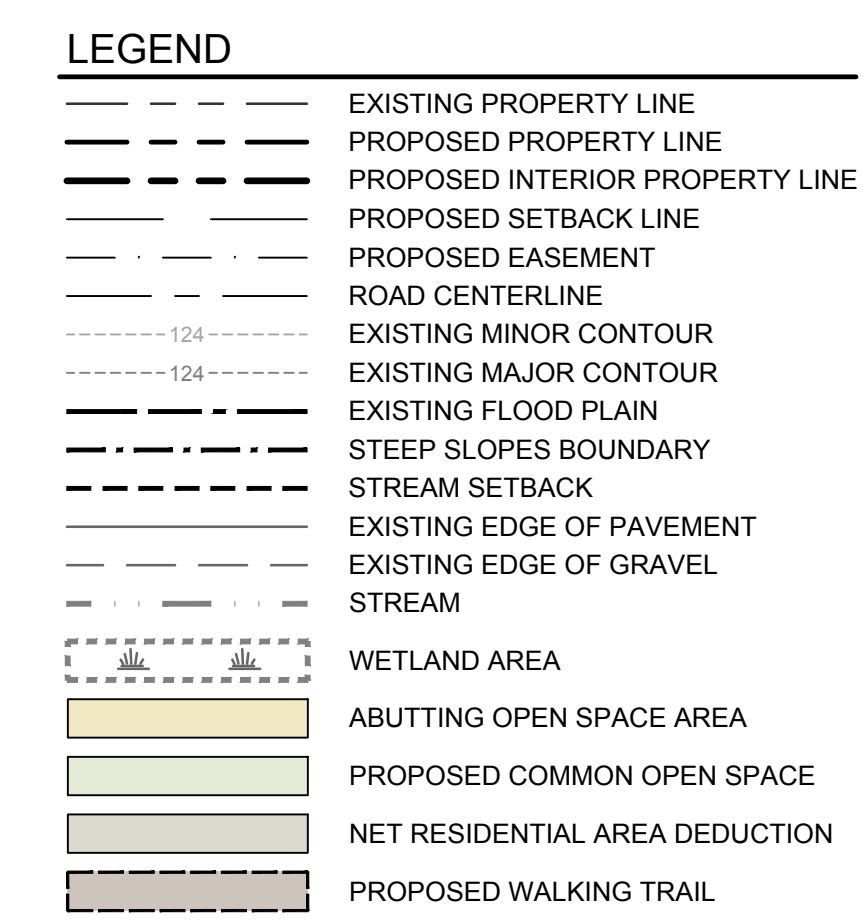 LEGEND
EXISTING PROPERTY LINE
PROPOSED PROPERTY LINE
PROPOSED INTERIOR PROPERTY LINE
PROPOSED SETBACK LINE
PROPOSED EASEMENT
ROAD CENTERLINE
124 EXISTING MINOR CONTOUR
124 EXISTING MAJOR CONTOUR
EXISTING FLOOD PLAIN
STEEP SLOPES BOUNDARY
STREAM SETBACK
EXISTING EDGE OF PAVEMENT
EXISTING EDGE OF GRAVEL
STREAM
WETLAND AREA
ABUTTING OPEN SPACE AREA
PROPOSED COMMON OPEN SPACE
NET RESIDENTIAL AREA DEDUCTION
PROPOSED WALKING TRAIL